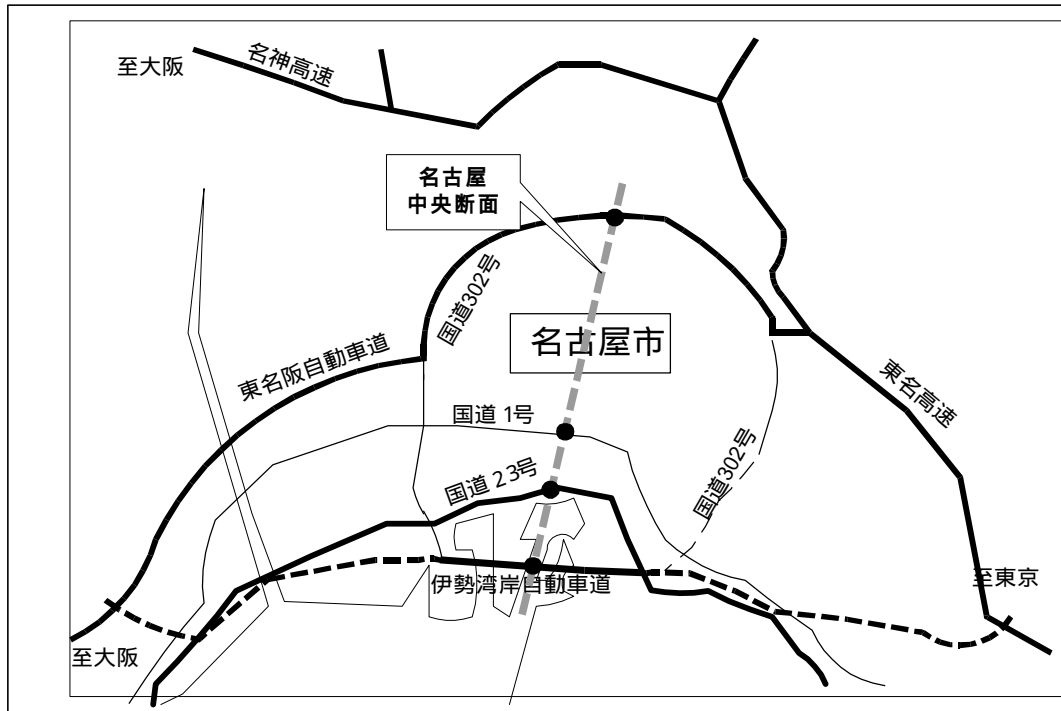 名神高速
至大阪
名古屋
中央断面
国道302号
名古屋市
東名阪自動車道
東名高速
国道 1号
国道302号
国道 23号
伊勢湾岸自動車道
至東京
至大阪